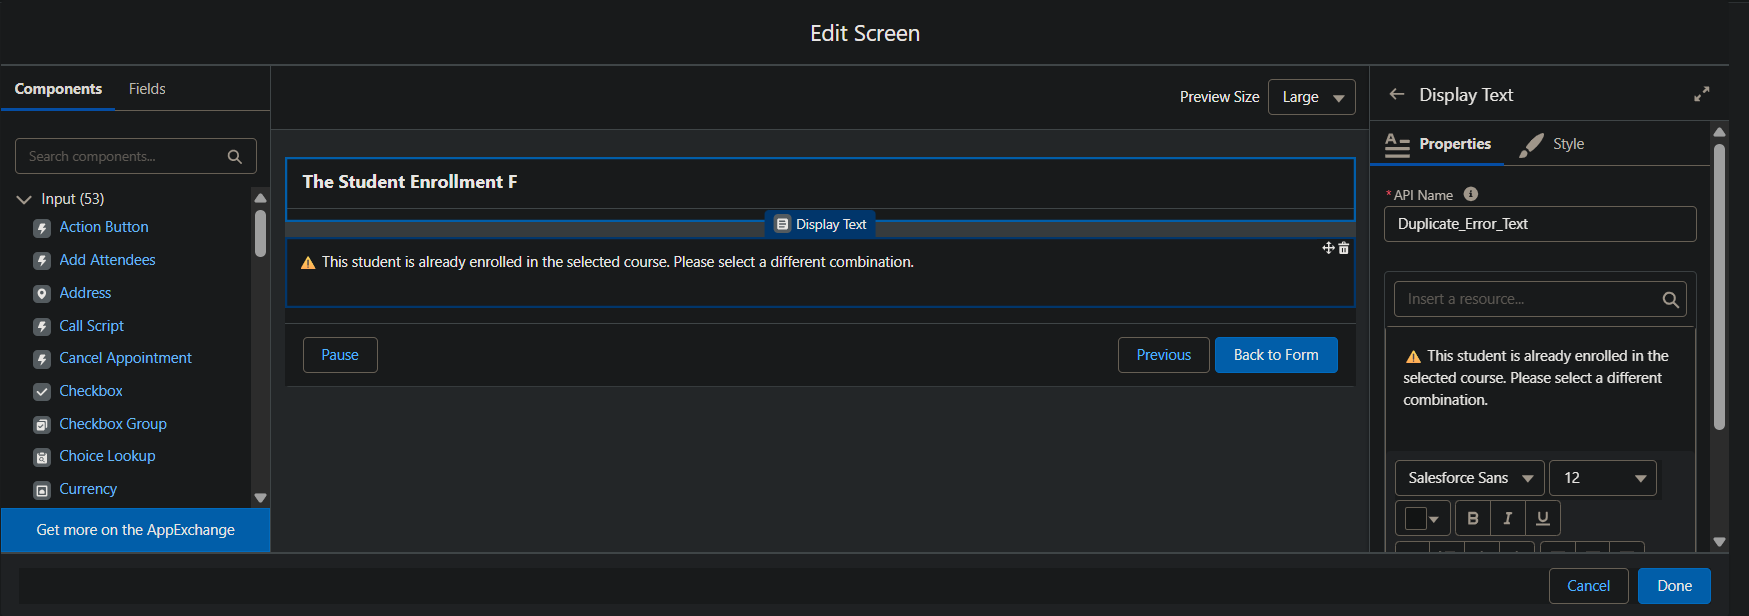 Edit Screen
Components
Fields
Search components...
Input (53)
Action Button
Add Attendees
Address
Call Script
Cancel Appointment
Checkbox
Checkbox Group
Choice Lookup
Currency
Get more on the AppExchange
Preview Size
Large
The Student Enrollment F
Display Text
This student is already enrolled in the selected course. Please select a different combination.
Pause
Previous
Back to Form
Display Text
Properties
Style
* API Name
Duplicate_Error_Text
Insert a resource...
This student is already enrolled in the
selected course. Please select a different
combination.
Salesforce Sans
12
B
I
U
Cancel
Done